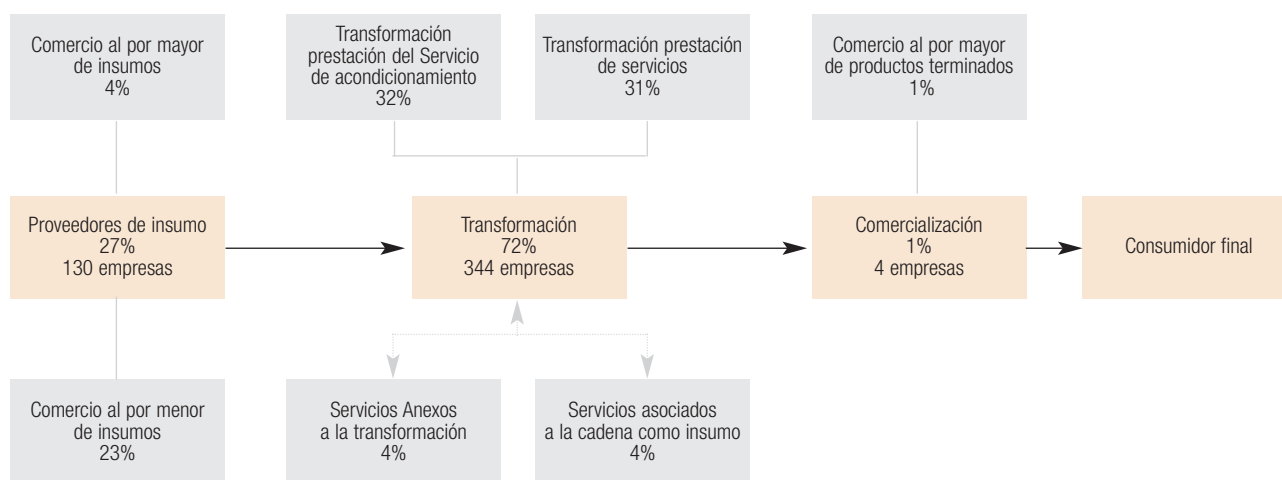 Comercio al por mayor
de insumos
4%
Transformación
prestación del Servicio
de acondicionamiento
32%
Transformación prestación
de servicios
31%
Comercio al por mayor
de productos terminados
1%
Proveedores de insumo
27%
130 empresas
Transformación
72%
344 empresas
Comercialización
1%
4 empresas
Consumidor final
Comercio al por menor
de insumos
23%
Servicios Anexos
a la transformación
4%
Servicios asociados
a la cadena como insumo
4%